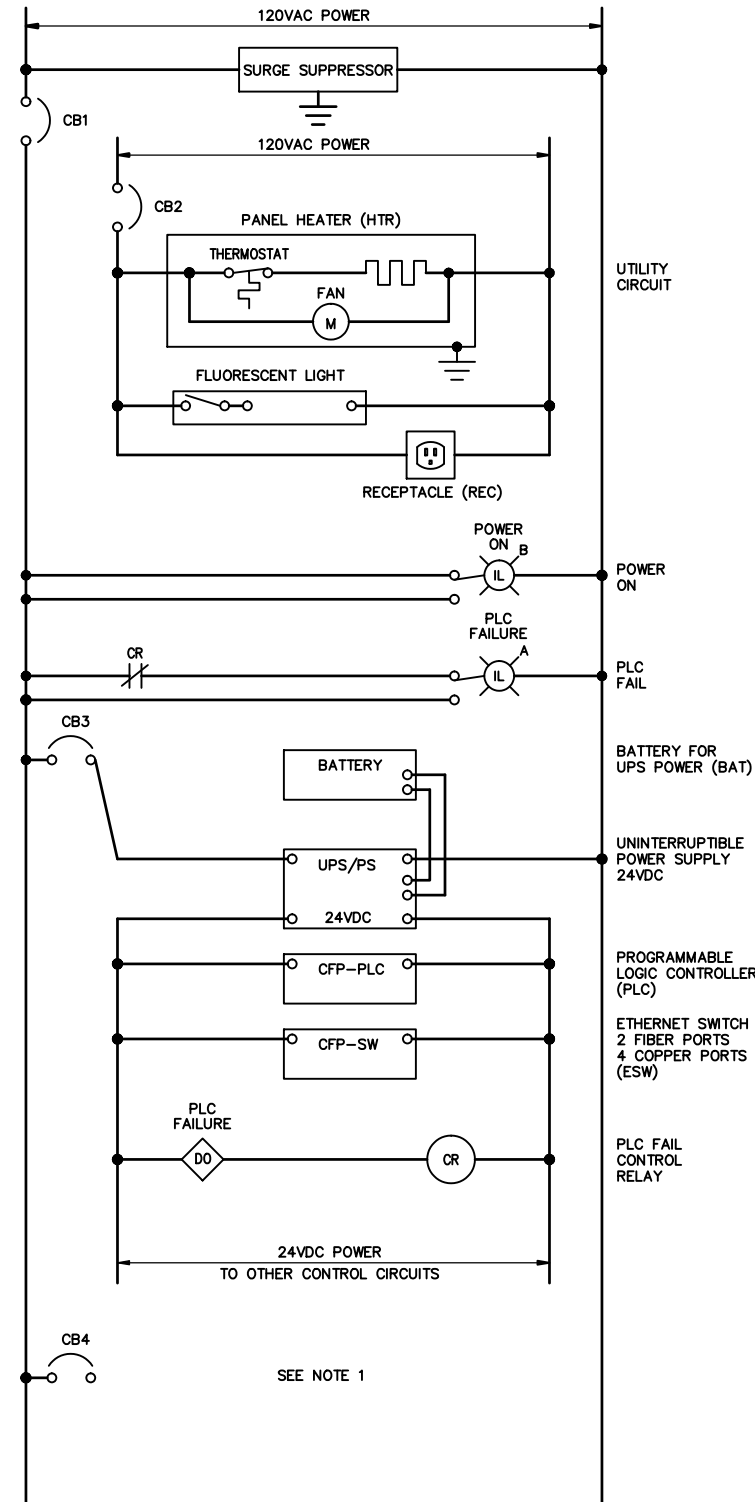 120VAC POWER
SURGE SUPPRESSOR
CB1
120VAC POWER
CB2
PANEL HEATER (HTR)
THERMOSTAT
FAN
M
UTILITY
CIRCUIT
FLUORESCENT LIGHT
RECEPTACLE (REC)
POWER
ON
B
IL
POWER
ON
PLC
FAILURE
A
CR
IL
PLC
FAIL
CB3
BATTERY
BATTERY FOR
UPS POWER (BAT)
UPS/PS
24VDC
UNINTERRUPTIBLE
POWER SUPPLY
24VDC
CFP-PLC
PROGRAMMABLE
LOGIC CONTROLLER
(PLC)
CFP-SW
ETHERNET SWITCH
2 FIBER PORTS
4 COPPER PORTS
(ESW)
PLC
FAILURE
DO
CR
PLC FAIL
CONTROL
RELAY
24VDC POWER
TO OTHER CONTROL CIRCUITS
CB4
SEE NOTE 1